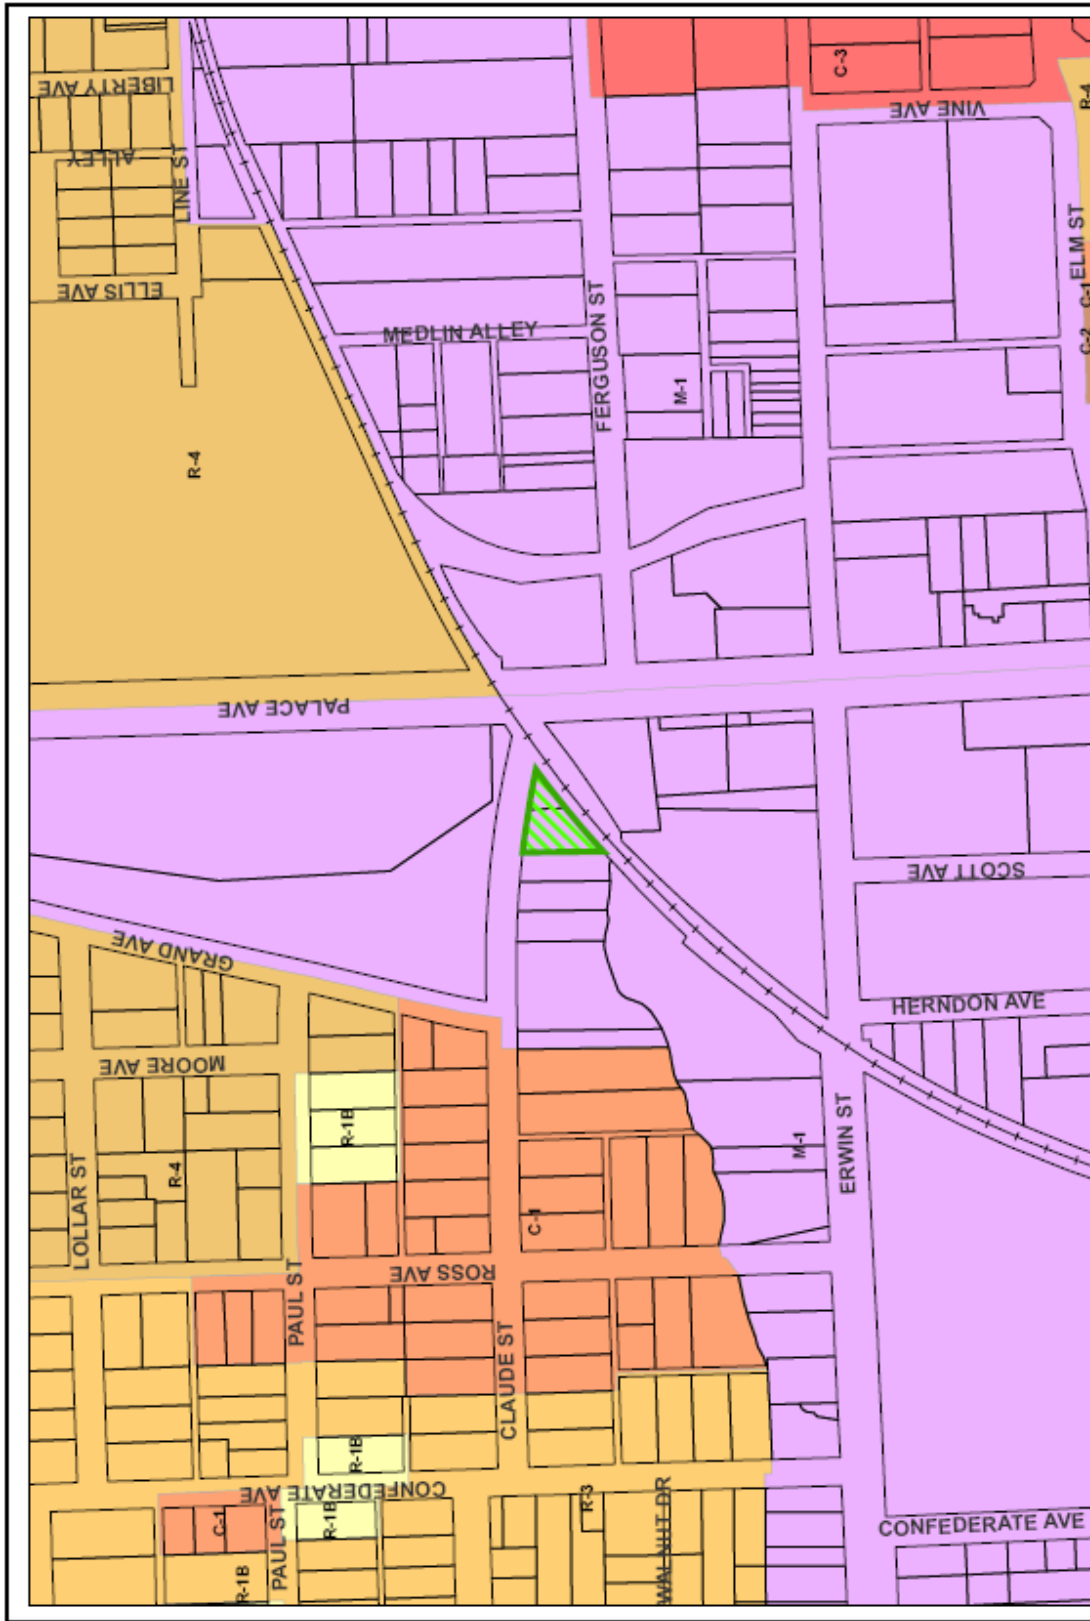 C-3
LIBERTY AVE
R-4
VINE AVE
ALLEY
LINE ST
ELM ST
ELLIS AVE
C-1
MEDLIN ALLEY
FERGUSON ST
C-2
M-1
R-4
PALACE AVE
SCOTT AVE
GRAND AVE
HERNDON AVE
MOORE AVE
R-1B
M-1
ERWIN ST
R-4
LOLLAR ST
C-1
ROSS AVE
PAUL ST
CLAUDE ST
R-1B
CONFEDERATE AVE
R-3
R-1B
C-1
PAUL ST
WALNUT DR
CONFEDERATE AVE
R-1B